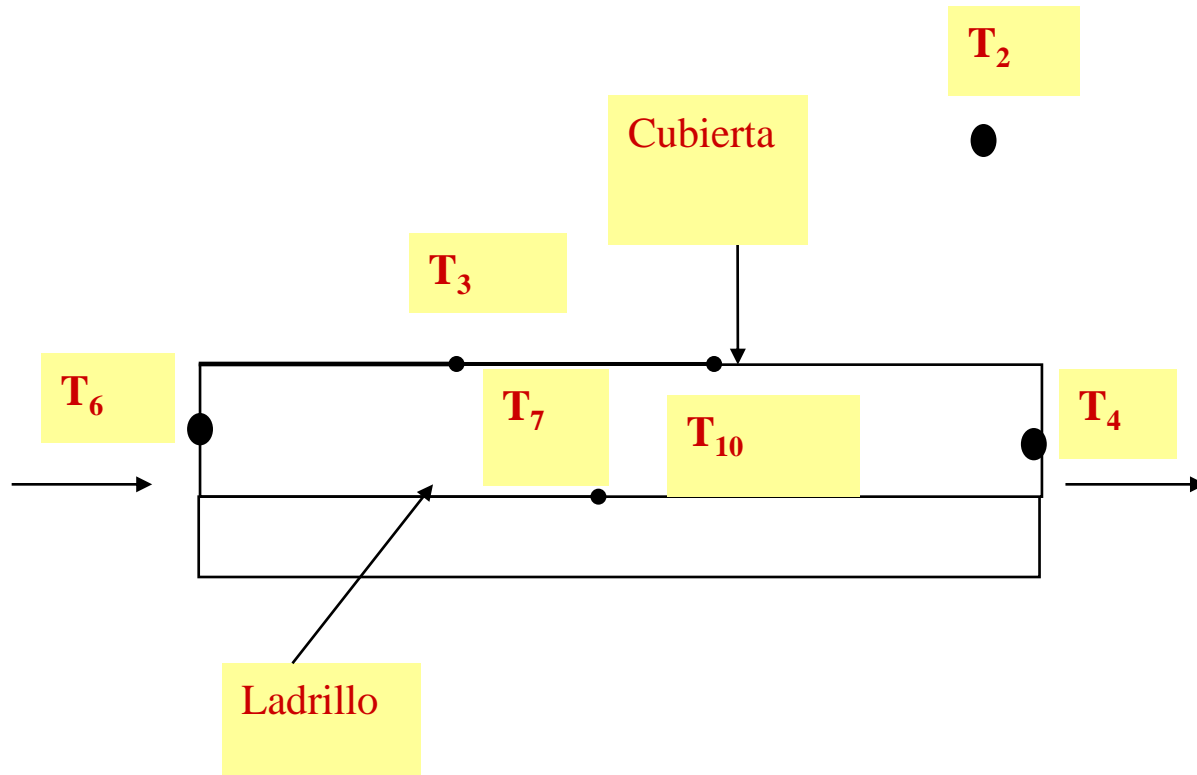 T₂
Cubierta
T₃
T₆
T₇
T₁₀
T₄
Ladrillo